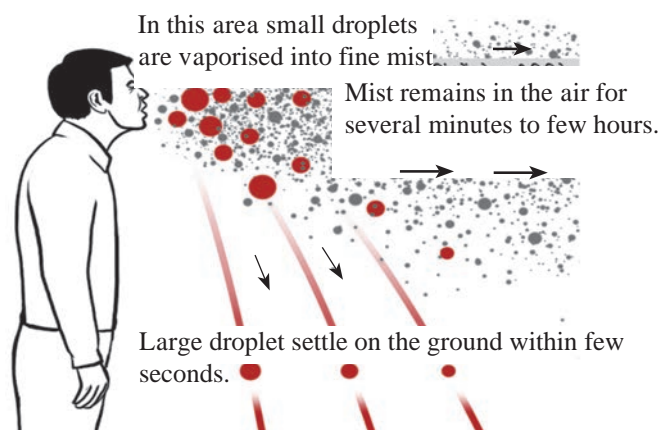 In this area small droplets
are vaporised into fine mist
Mist remains in the air for
several minutes to few hours.
Large droplet settle on the ground within few
seconds.